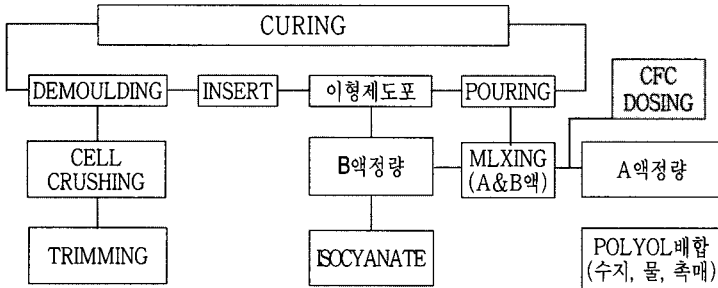 CURING
CFC
DOSING
DEMOULDING
INSERT
이형제도포
POURING
CELL
CRUSHING
B액정량
MLXING
(A&B액)
A액정량
TRIMMING
ISOCYANATE
POLYOL배합
(수지, 물, 촉매)